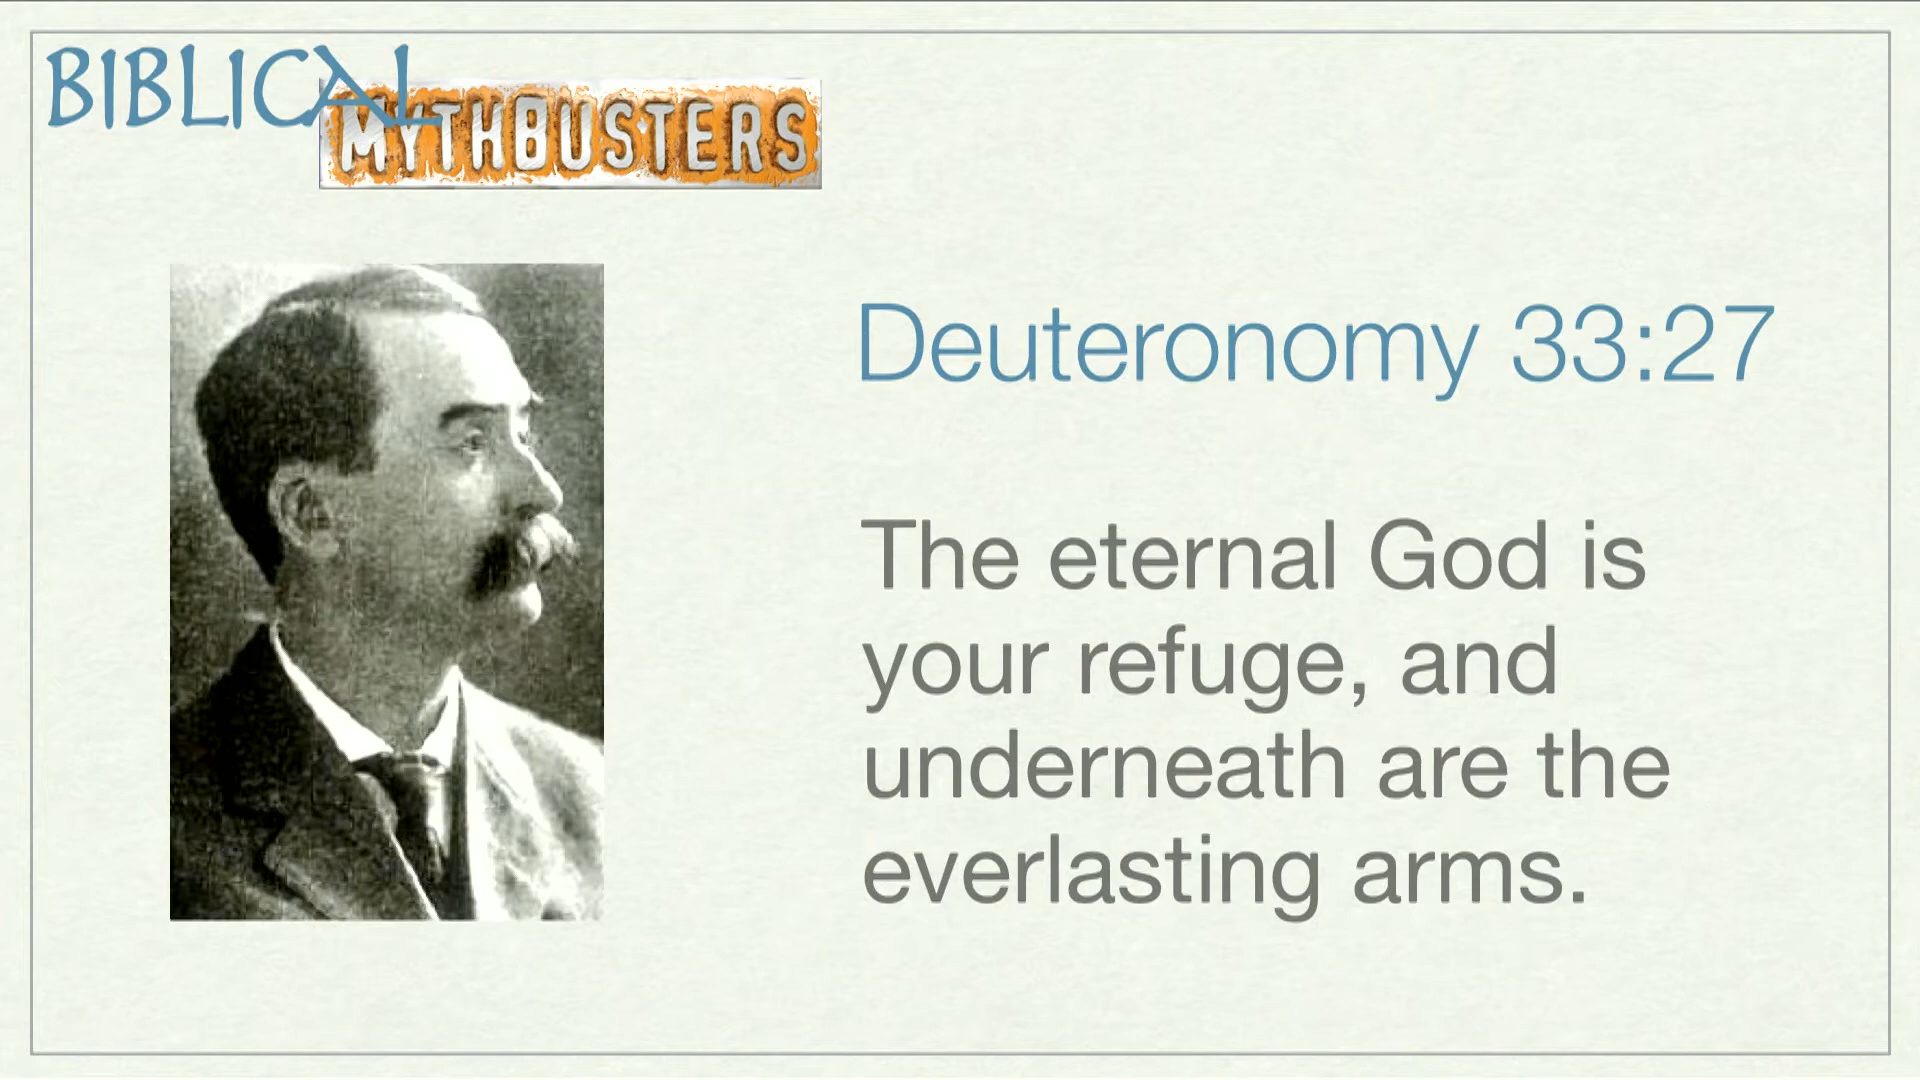 BIBLICAL
MYTHBUSTERS
Deuteronomy 33:27
The eternal God is
your refuge, and
underneath are the
everlasting arms.